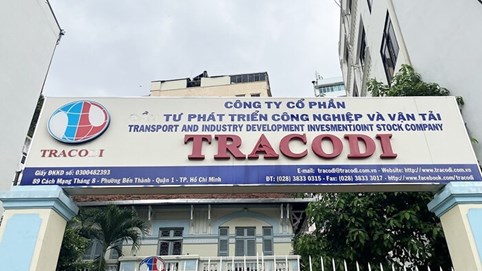 CÔNG TY CỔ PHẦN
TƯ PHÁT TRIỂN CÔNG NGHIỆP VÀ VẬN TẢI
TRANSPORT AND INDUSTRY DEVELOPMENT INVESMENTJOINT STOCK COMPANY
TRACODI
TRACODI
Giấy ĐKKD số: 0300482393
89 Cách Mạng Tháng 8 - Phường Bến Thành - Quận 1 - TP. Hồ Chí Minh
E-mail: tracodi@tracodi.com.vn - Website: http://www.tracodi.com.vn
ĐT: (028) 3833 0315 - Fax: (028) 3833 3017 - http://www.facebook.com/tracodi